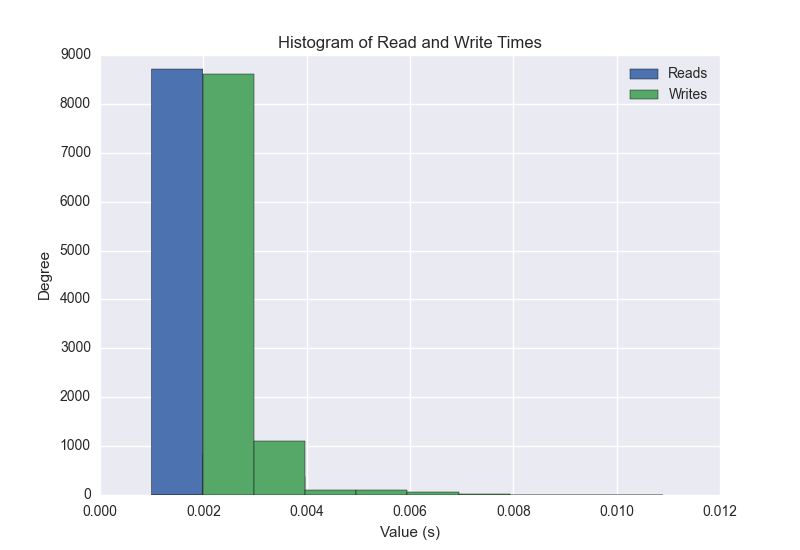 Histogram of Read and Write Times
9000
8000
7000
6000
5000
4000
3000
2000
1000
0
Degree
Reads
Writes
0.000 0.002 0.004 0.006 0.008 0.010 0.012
Value (s)